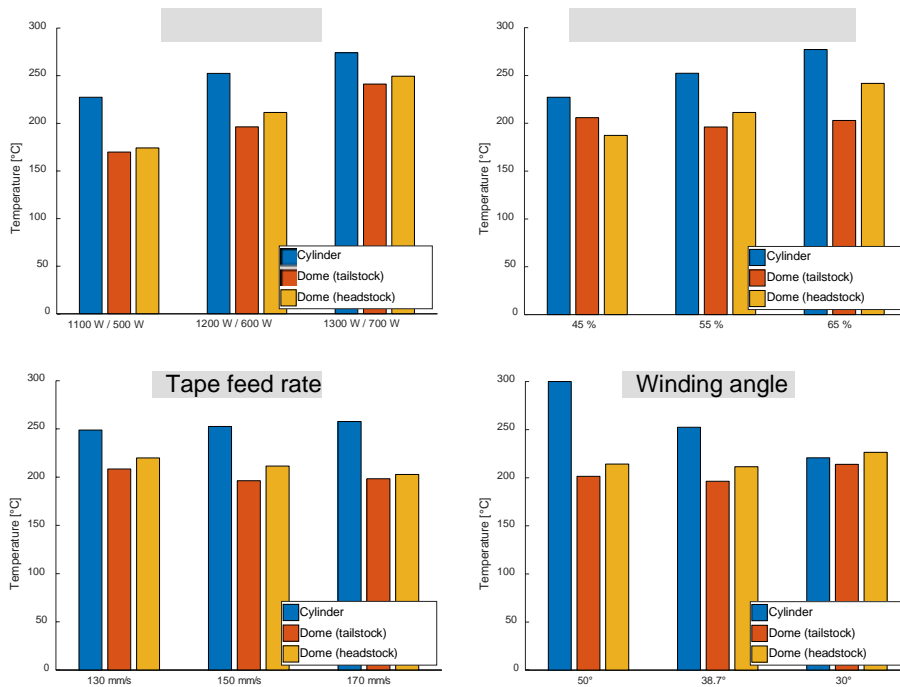 300
250
200
150
100
50
0
Temperature [°C]
1100 W / 500 W
1200 W / 600 W
1300 W / 700 W
Cylinder
Dome (tailstock)
Dome (headstock)
300
250
200
150
100
50
0
Temperature [°C]
45 %
55 %
65 %
Cylinder
Dome (tailstock)
Dome (headstock)
Tape feed rate
300
250
200
150
100
50
0
Temperature [°C]
130 mm/s
150 mm/s
170 mm/s
Cylinder
Dome (tailstock)
Dome (headstock)
Winding angle
300
250
200
150
100
50
0
Temperature [°C]
50°
38.7°
30°
Cylinder
Dome (tailstock)
Dome (headstock)